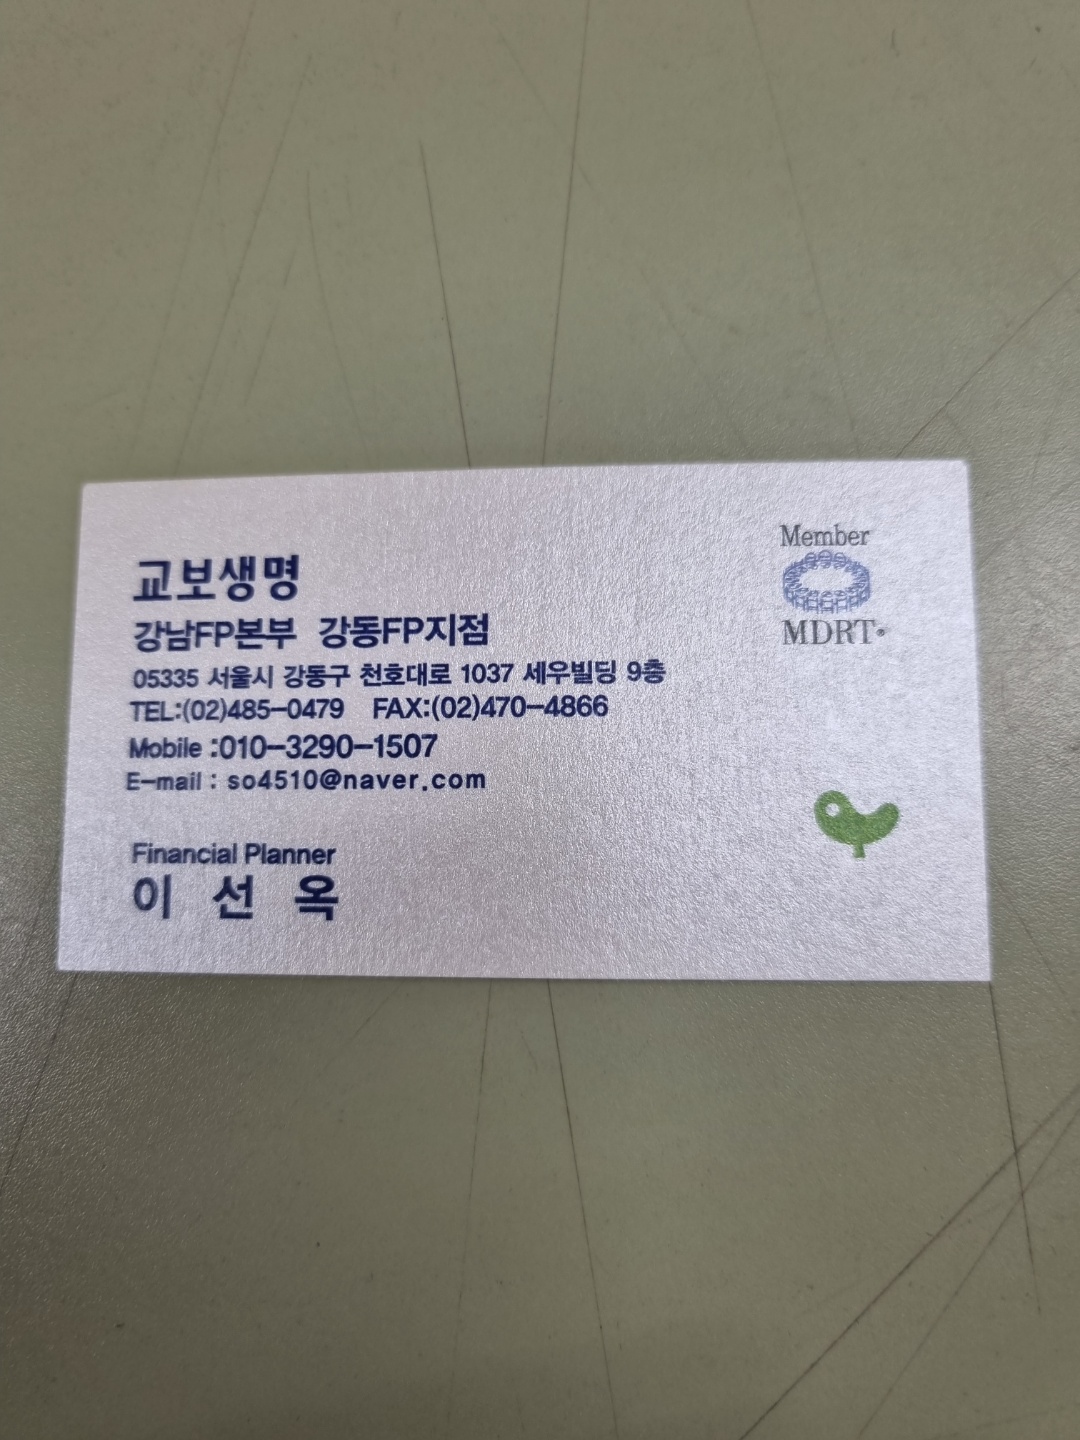 교보생명
강남FP본부 강동FP지점
05335 서울시 강동구 천호대로 1037 세우빌딩 9층
TEL:(02)485-0479 FAX:(02)470-4866
Mobile :010-3290-1507
E-mail : so4510@naver.com
Financial Planner
이 선 옥
Member
MDRT